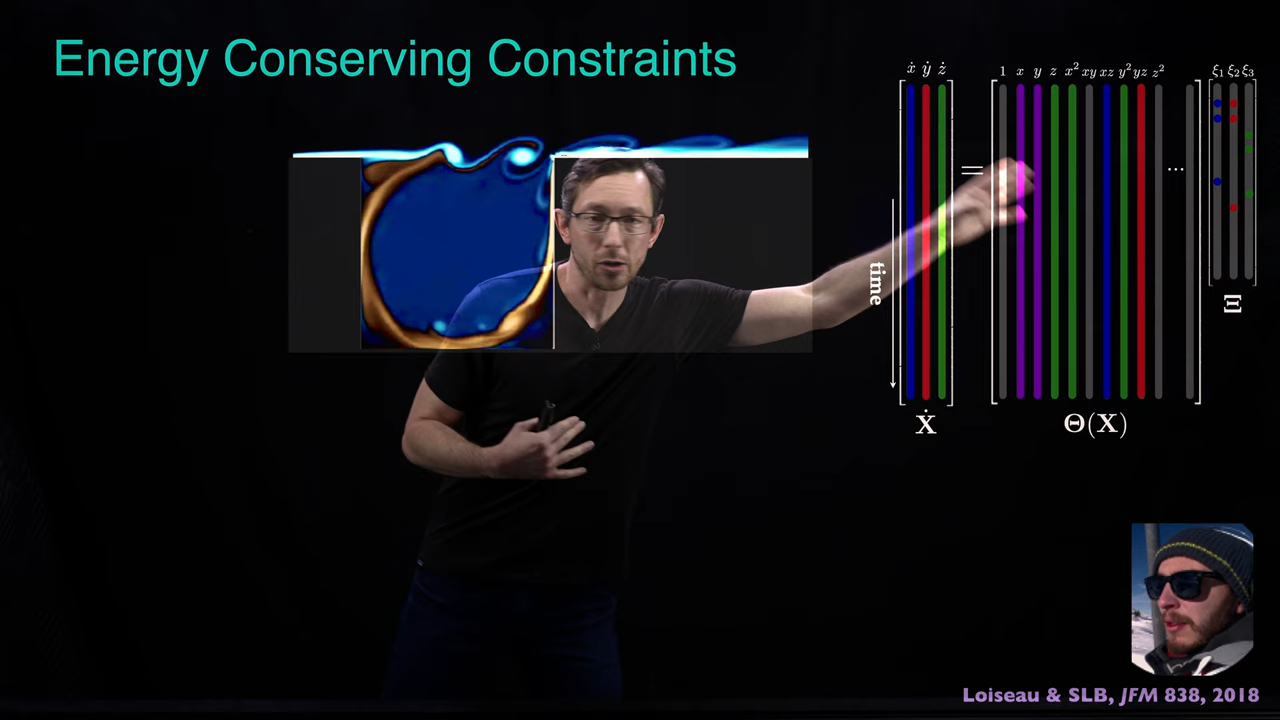 Energy Conserving Constraints
ẋ ẏ ż
1 x y z x² xy xz y² yz z²
ξ₁ ξ₂ ξ₃
=
...
time
Ξ
Ẋ
Θ(X)
Loiseau & SLB, JFM 838, 2018